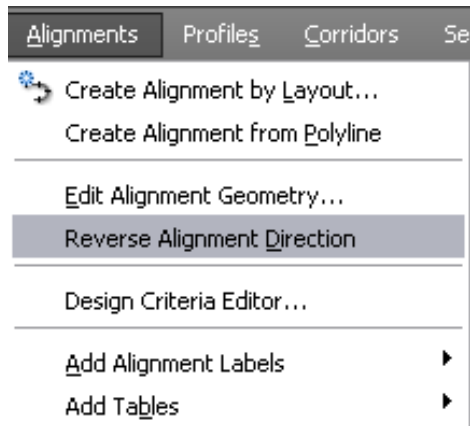 Alignments Profiles Corridors Se
Create Alignment by Layout...
Create Alignment from Polyline
Edit Alignment Geometry...
Reverse Alignment Direction
Design Criteria Editor...
Add Alignment Labels
Add Tables